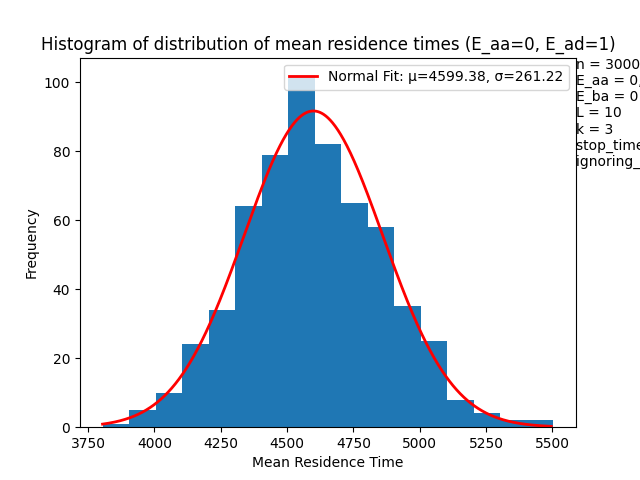 Histogram of distribution of mean residence times (E_aa=0, E_ad=1)
Normal Fit: μ=4599.38, σ=261.22
n = 3000
E_aa = 0,
E_ba = 0
L = 10
k = 3
stop_time
ignoring_
100
80
60
40
20
0
Frequency
3750 4000 4250 4500 4750 5000 5250 5500
Mean Residence Time